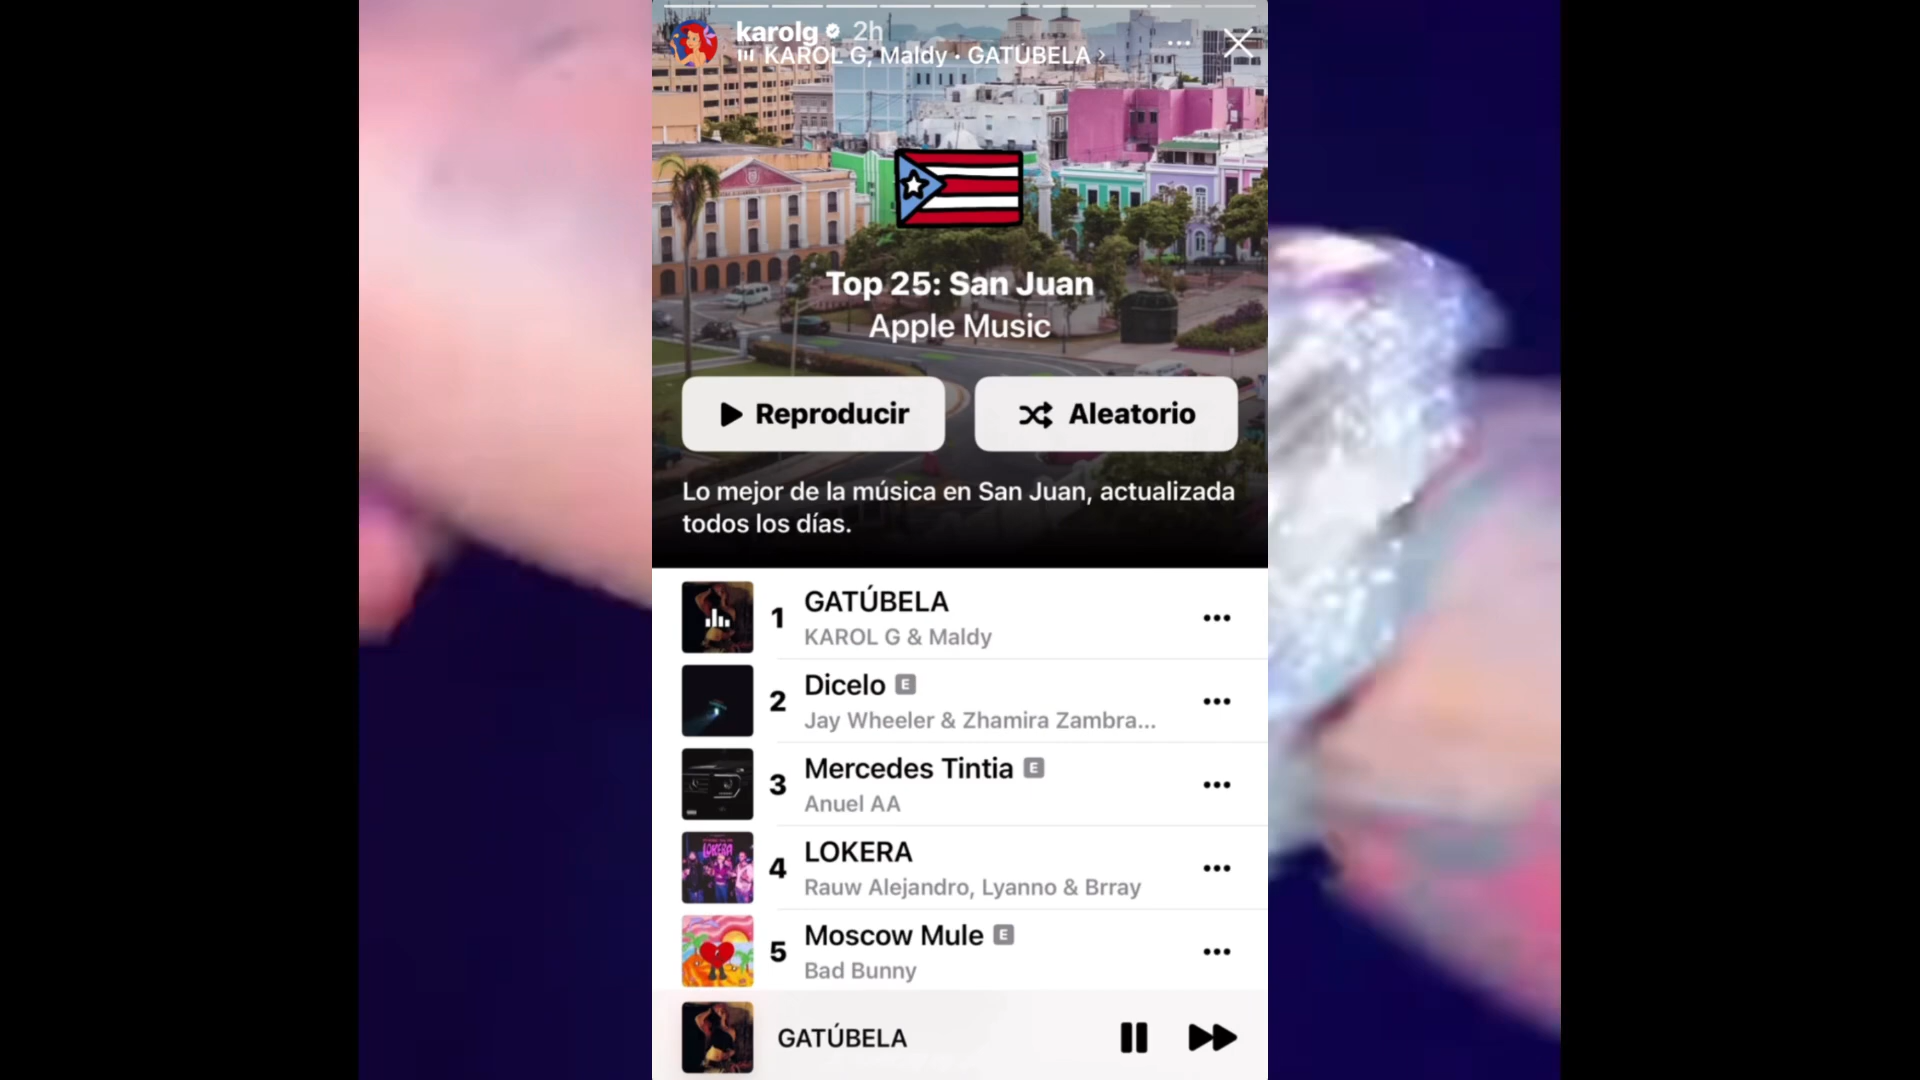 karolg 2h
KAROL G, Maldy · GATÚBELA ›
Top 25: San Juan
Apple Music
Reproducir
Aleatorio
Lo mejor de la música en San Juan, actualizada
todos los días.
1 GATÚBELA
KAROL G & Maldy
2 Dicelo E
Jay Wheeler & Zhamira Zambra...
3 Mercedes Tintia E
Anuel AA
LOKERA
4 LOKERA
Rauw Alejandro, Lyanno & Brray
5 Moscow Mule E
Bad Bunny
GATÚBELA